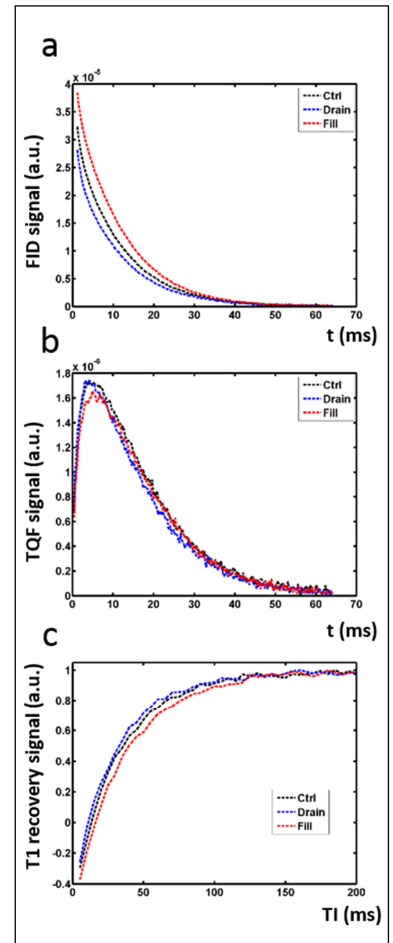 a
x 10⁻⁵
4
3.5
3
2.5
2
1.5
1
0.5
0
FID signal (a.u.)
Ctrl
Drain
Fill
0 10 20 30 40 50 60 70
t (ms)
b
x 10⁻⁶
1.8
1.6
1.4
1.2
1
0.8
0.6
0.4
0.2
0
TQF signal (a.u.)
Ctrl
Drain
Fill
0 10 20 30 40 50 60 70
t (ms)
c
1
0.8
0.6
0.4
0.2
0
-0.2
-0.4
T1 recovery signal (a.u.)
Ctrl
Drain
Fill
0 50 100 150 200
TI (ms)